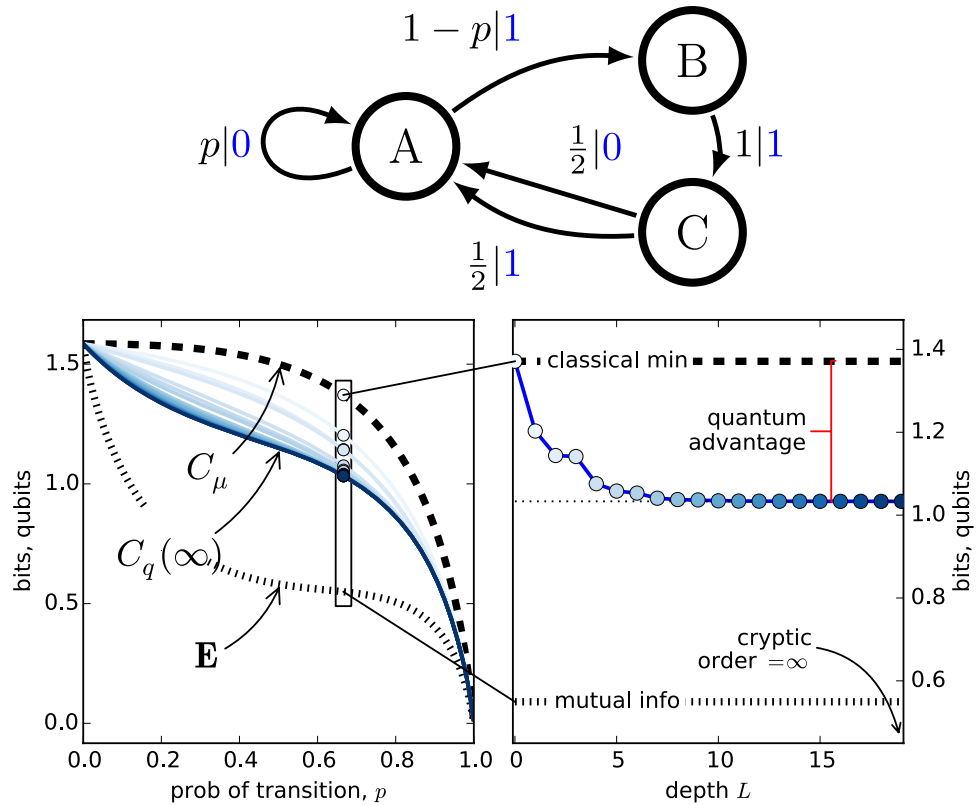 1 − p|1
B
p|0
A
½|0
1|1
C
½|1
bits, qubits
1.5
1.0
0.5
0.0
0.0
0.2
0.4
0.6
0.8
1.0
prob of transition, p
Cμ
Cq(∞)
E
classical min
quantum
advantage
cryptic
order =∞
mutual info
0
5
10
15
depth L
1.4
1.2
1.0
0.8
0.6
bits, qubits